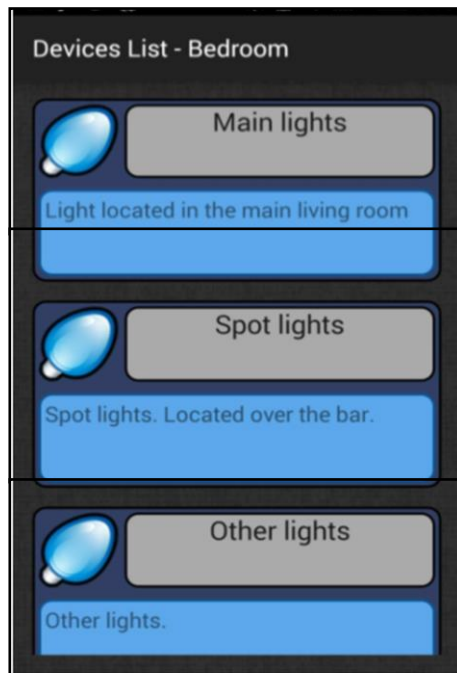 Devices List - Bedroom
Main lights
Light located in the main living room
Spot lights
Spot lights. Located over the bar.
Other lights
Other lights.